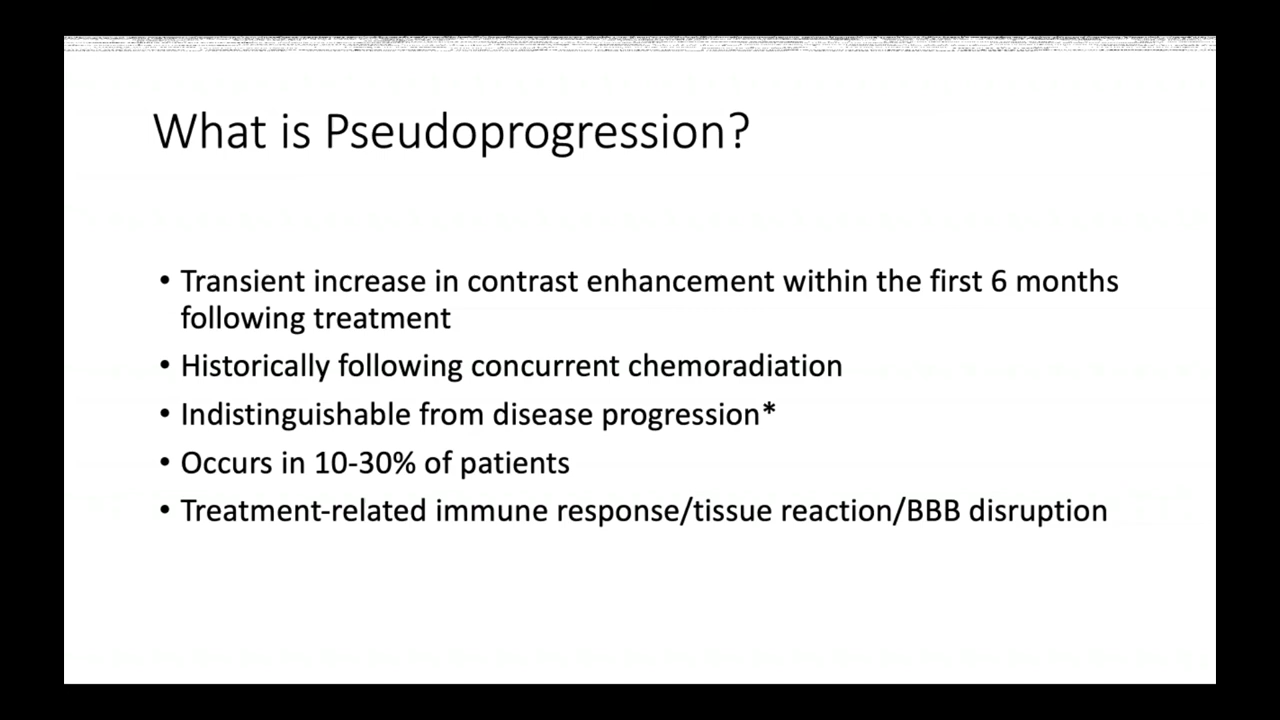 What is Pseudoprogression?
• Transient increase in contrast enhancement within the first 6 months
following treatment
• Historically following concurrent chemoradiation
• Indistinguishable from disease progression*
• Occurs in 10-30% of patients
• Treatment-related immune response/tissue reaction/BBB disruption